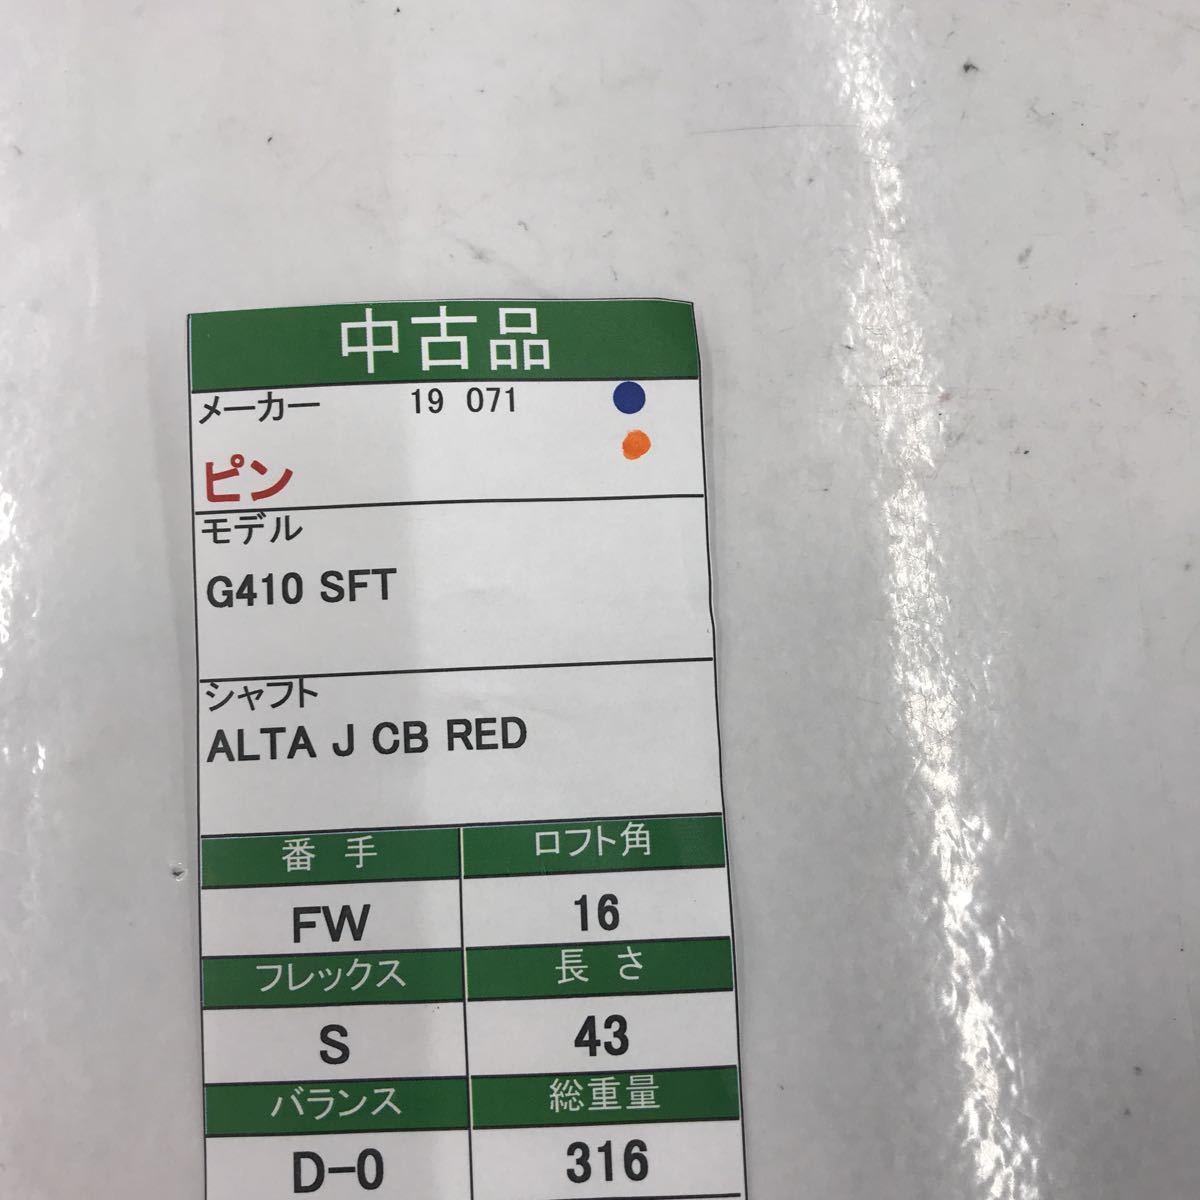 中古品
メーカー 19 071
ピン
モデル
G410 SFT
シャフト
ALTA J CB RED
番 手 ロフト角
FW 16
フレックス 長 さ
S 43
バランス 総重量
D-0 316